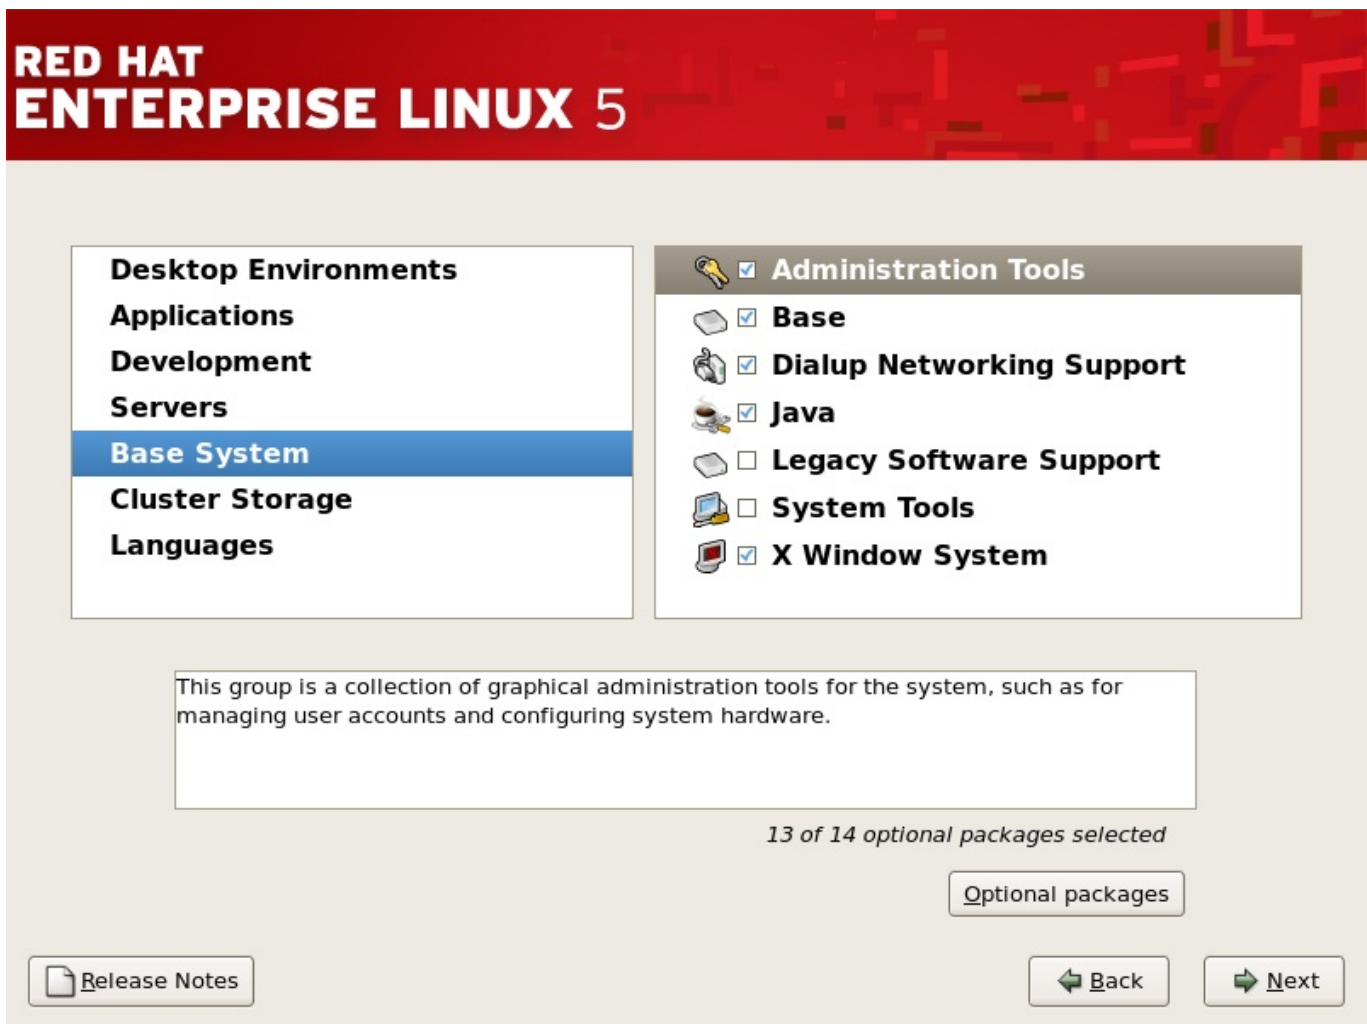 RED HAT
ENTERPRISE LINUX 5
Desktop Environments
Applications
Development
Servers
Base System
Cluster Storage
Languages
Administration Tools
Base
Dialup Networking Support
Java
Legacy Software Support
System Tools
X Window System
This group is a collection of graphical administration tools for the system, such as for
managing user accounts and configuring system hardware.
13 of 14 optional packages selected
Optional packages
Release Notes
Back
Next